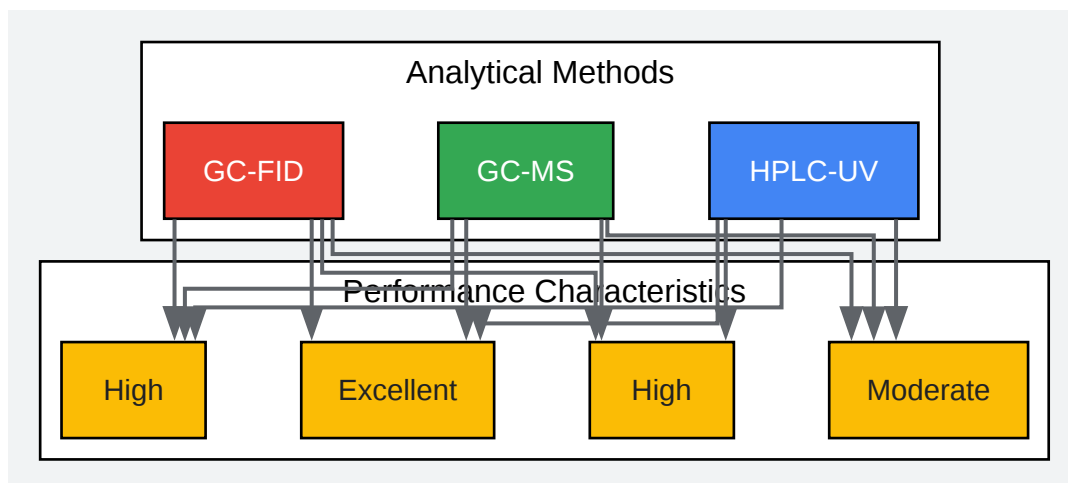 Analytical Methods
GC-FID
GC-MS
HPLC-UV
Performance Characteristics
High
Excellent
High
Moderate